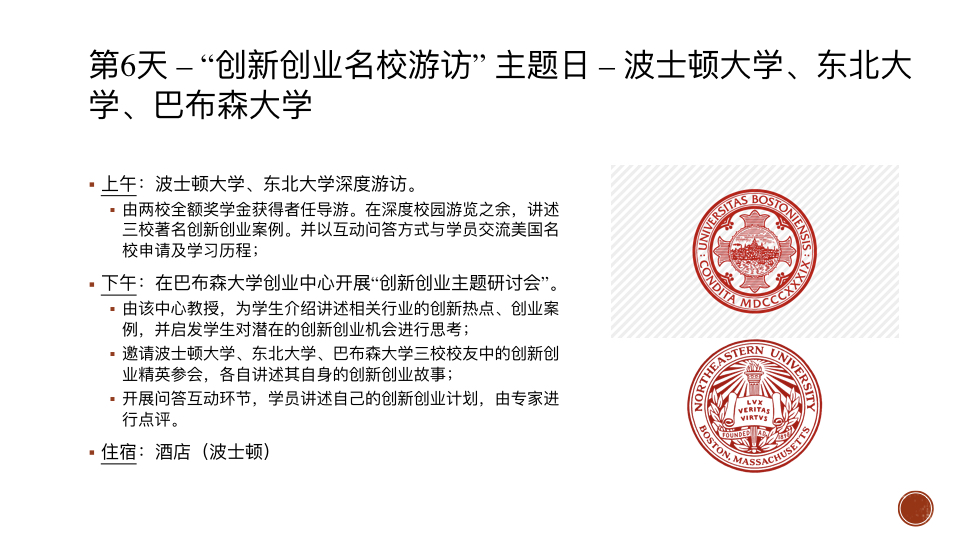 第6天 – “创新创业名校游访” 主题日 – 波士顿大学、东北大
学、巴布森大学
上午：波士顿大学、东北大学深度游访。
由两校全额奖学金获得者任导游。在深度校园游览之余，讲述
三校著名创新创业案例。并以互动问答方式与学员交流美国名
校申请及学习历程；
下午：在巴布森大学创业中心开展“创新创业主题研讨会”。
由该中心教授，为学生介绍讲述相关行业的创新热点、创业案
例，并启发学生对潜在的创新创业机会进行思考；
邀请波士顿大学、东北大学、巴布森大学三校校友中的创新创
业精英参会，各自讲述其自身的创新创业故事；
开展问答互动环节，学员讲述自己的创新创业计划，由专家进
行点评。
住宿：酒店（波士顿）
UNIVERSITAS BOSTONIENSIS
CONDITA MDCCCXXXIX
NORTHEASTERN UNIVERSITY
LVX
VERITAS
VIRTVS
FOUNDED A.D. 1898
BOSTON, MASSACHUSETTS